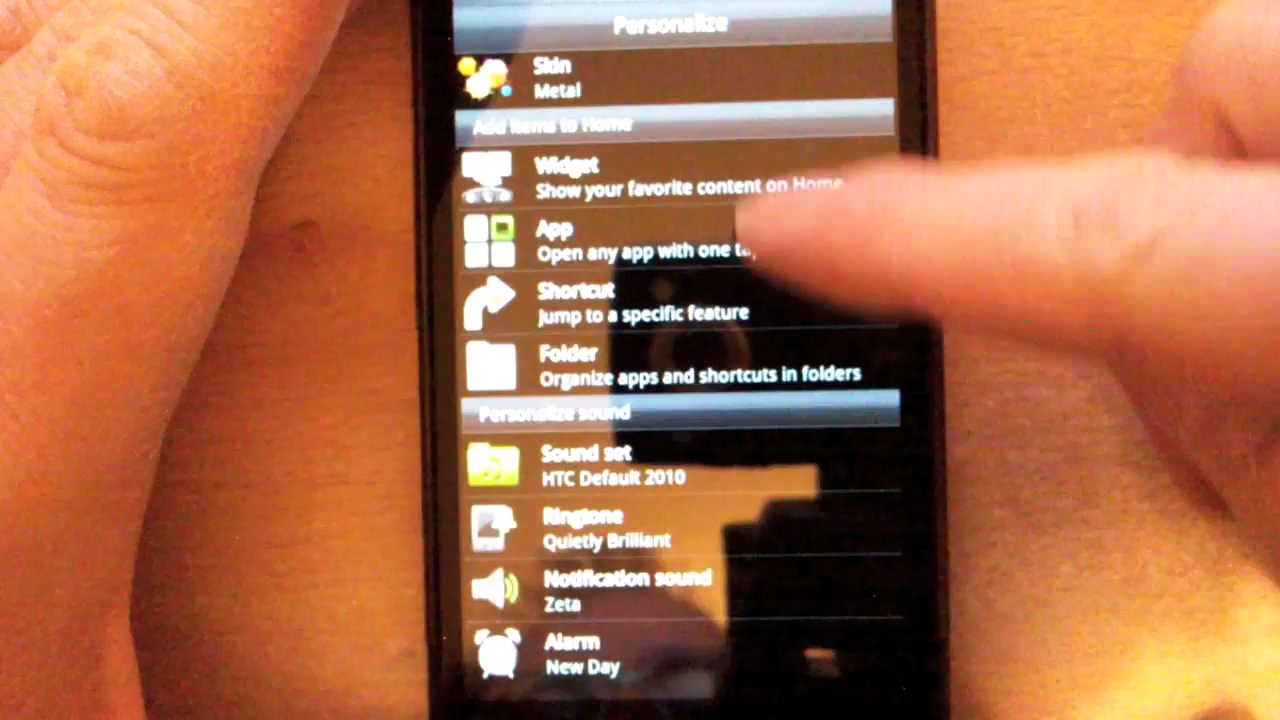 Personalize
Skin
Metal
Add items to Home
Widget
Show your favorite content on Home
App
Open any app with one
Shortcut
Jump to a specific feature
Folder
Organize apps and shortcuts in folders
Personalize sound
Sound set
HTC Default 2010
Ringtone
Quietly Brilliant
Notification sound
Zeta
Alarm
New Day